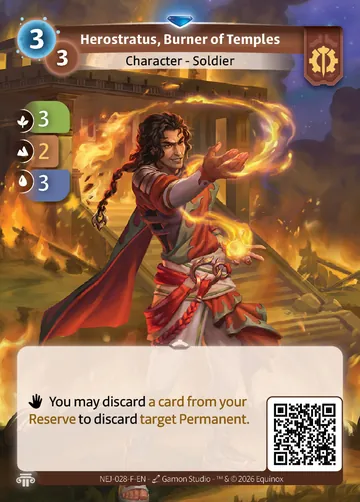 3
3
Herostratus, Burner of Temples
Character - Soldier
3
2
3
You may discard a card from your
Reserve to discard target Permanent.
NEJ-028-F-EN - Gamon Studio - ™ & © 2026 Equinox